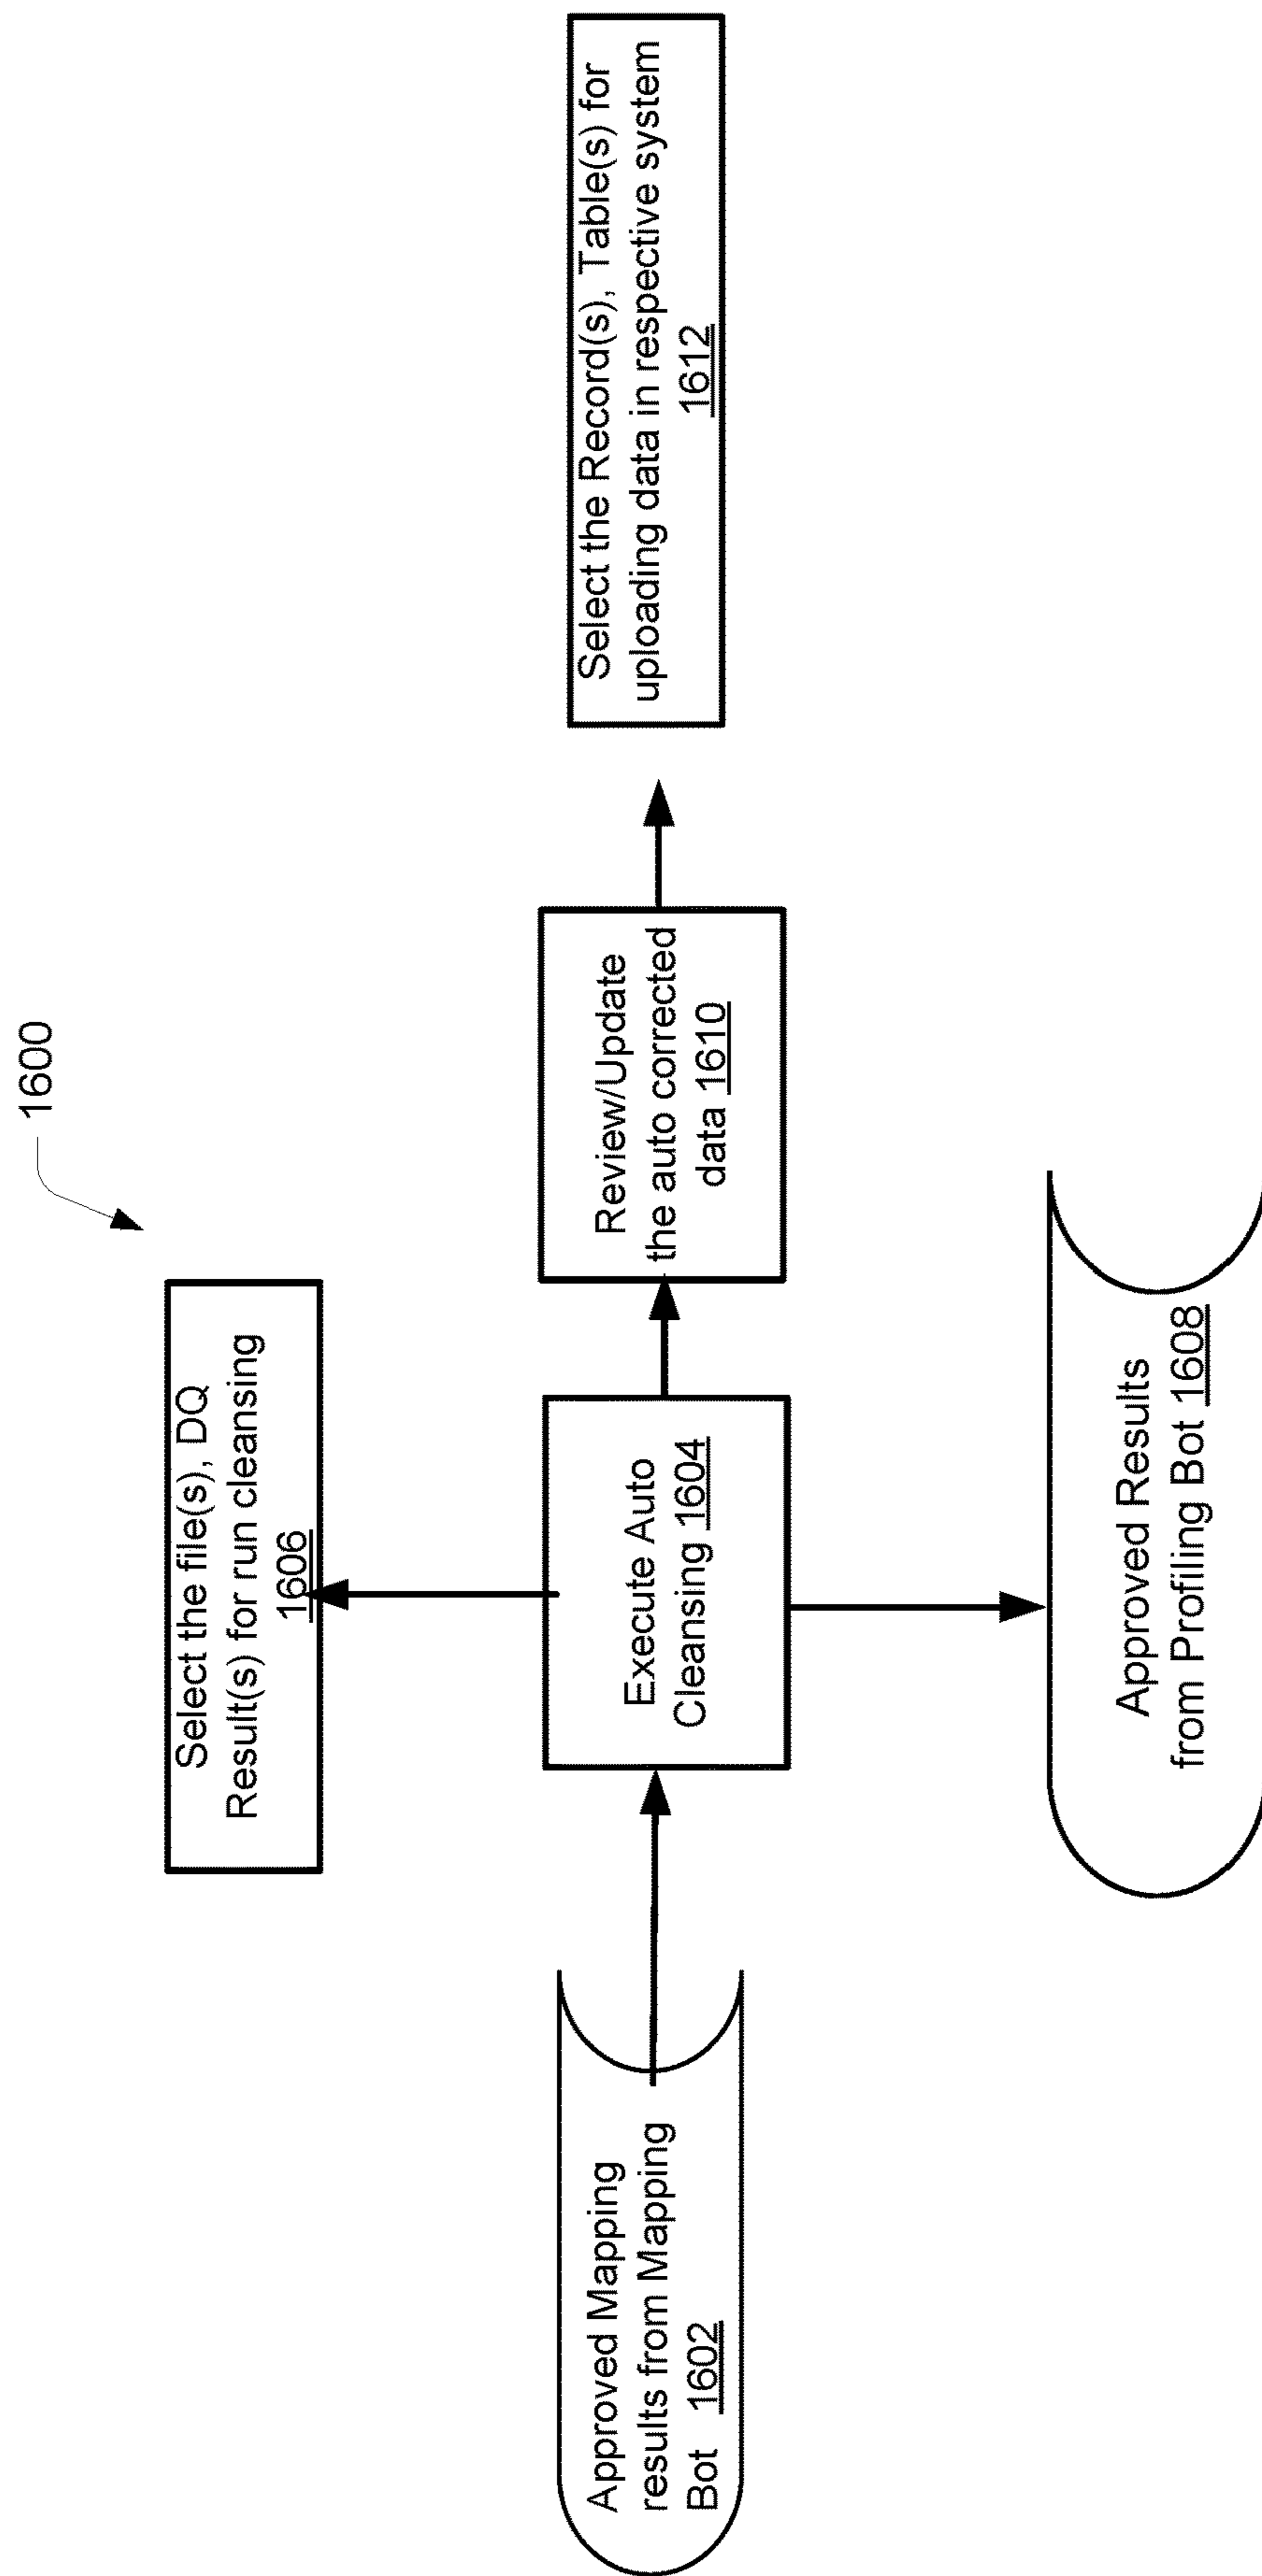 1600
Select the file(s), DQ
Result(s) for run cleansing
1606
Approved Mapping
results from Mapping
Bot 1602
Execute Auto
Cleansing 1604
Review/Update
the auto corrected
data 1610
Select the Record(s), Table(s) for
uploading data in respective system
1612
Approved Results
from Profiling Bot 1608